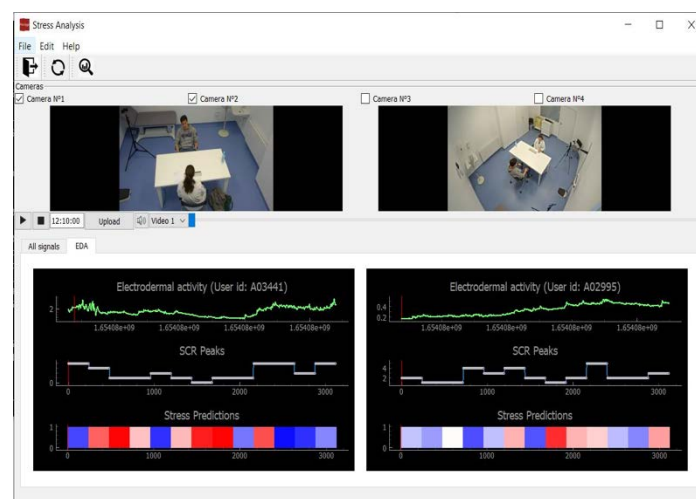 Stress Analysis
File Edit Help
Cameras
Camera Nº1 Camera Nº2 Camera Nº3 Camera Nº4
12:10:00 Upload Video 1
All signals EDA
Electrodermal activity (User id: A03441)
2
1.65408e+09 1.65408e+09 1.65408e+09 1.65408e+09
SCR Peaks
0
0 1000 2000 3000
Stress Predictions
1
0
0 1000 2000 3000
Electrodermal activity (User id: A02995)
0.4
0.2
1.65408e+09 1.65408e+09 1.65408e+09 1.65408e+09
SCR Peaks
4
2
0 1000 2000 3000
Stress Predictions
1
0
0 1000 2000 3000